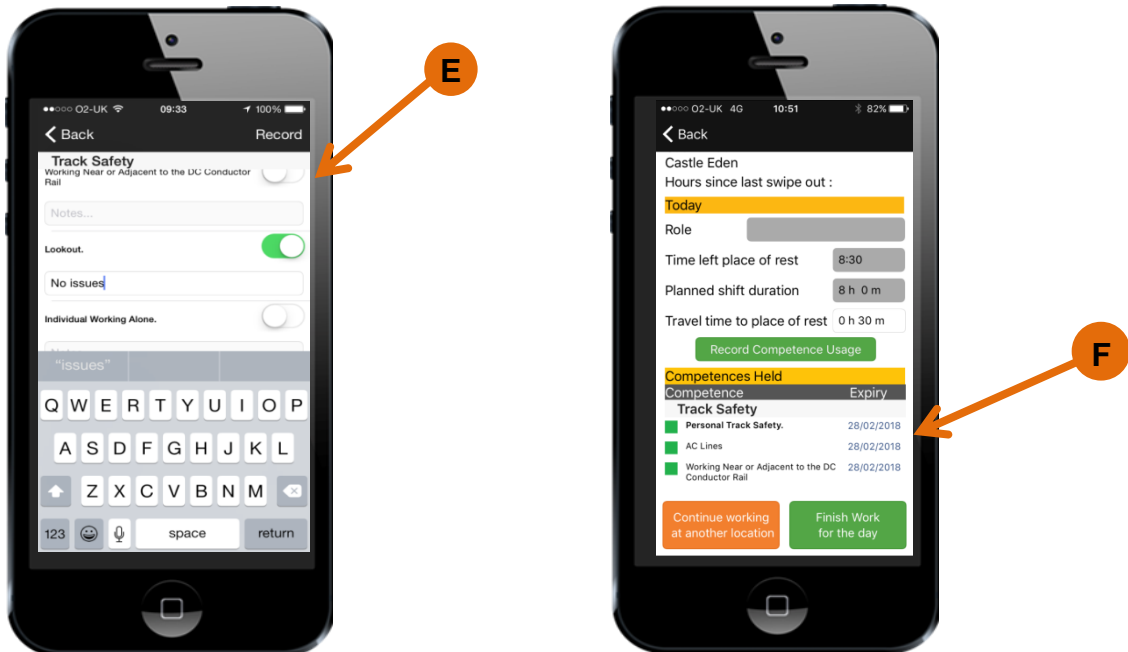 E
O2-UK 09:33 100%
Back Record
Track Safety
Working Near or Adjacent to the DC Conductor
Rail
Notes...
Lookout.
No issues
Individual Working Alone.
"issues"
Q W E R T Y U I O P
A S D F G H J K L
Z X C V B N M
123 space return
O2-UK 4G 10:51 82%
Back
Castle Eden
Hours since last swipe out :
Today
Role
Time left place of rest 8:30
Planned shift duration 8 h 0 m
Travel time to place of rest 0 h 30 m
Record Competence Usage
Competences Held
Competence Expiry
Track Safety
Personal Track Safety. 28/02/2018
AC Lines 28/02/2018
Working Near or Adjacent to the DC 28/02/2018
Conductor Rail
Continue working
at another location
Finish Work
for the day
F